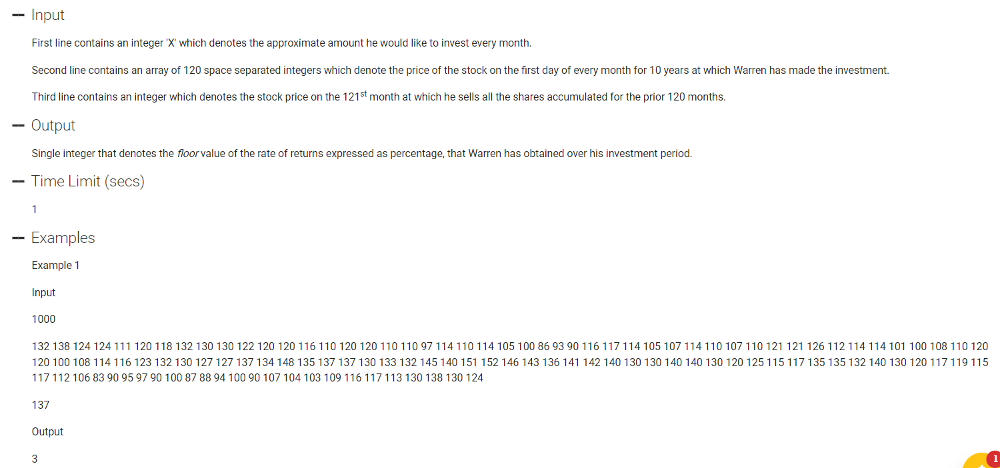 Input
First line contains an integer 'X' which denotes the approximate amount he would like to invest every month.
Second line contains an array of 120 space separated integers which denote the price of the stock on the first day of every month for 10 years at which Warren has made the investment.
Third line contains an integer which denotes the stock price on the 121st month at which he sells all the shares accumulated for the prior 120 months.
Output
Single integer that denotes the floor value of the rate of returns expressed as percentage, that Warren has obtained over his investment period.
Time Limit (secs)
1
Examples
Example 1
Input
1000
132 138 124 124 111 120 118 132 130 130 122 120 120 116 110 120 120 110 110 97 114 110 114 105 100 86 93 90 116 117 114 105 107 114 110 107 110 121 121 126 112 114 114 101 100 108 110 120
120 100 108 114 116 123 132 130 127 127 137 134 148 135 137 137 130 133 132 145 140 151 152 146 143 136 141 142 140 130 130 140 140 130 120 125 115 117 135 135 132 140 130 120 117 119 115
117 112 106 83 90 95 97 90 100 87 88 94 100 90 107 104 103 109 116 117 113 130 138 130 124
137
Output
3
1